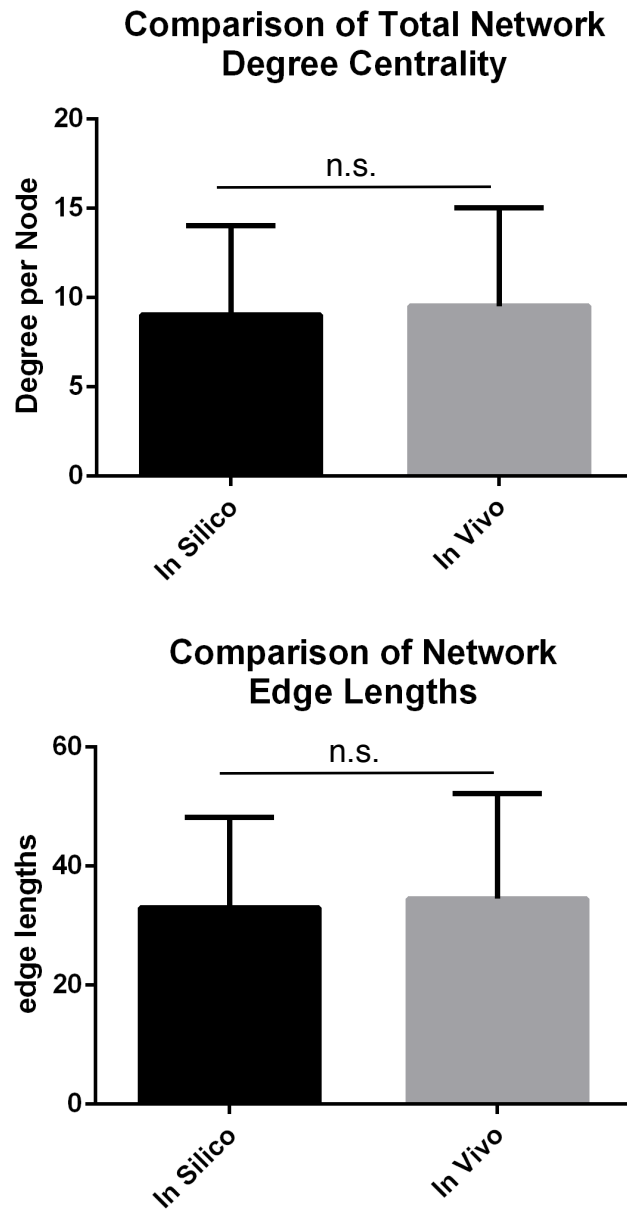 Comparison of Total Network
Degree Centrality
20
15
10
5
0
Degree per Node
n.s.
In Silico
In Vivo
Comparison of Network
Edge Lengths
60
40
20
0
edge lengths
n.s.
In Silico
In Vivo